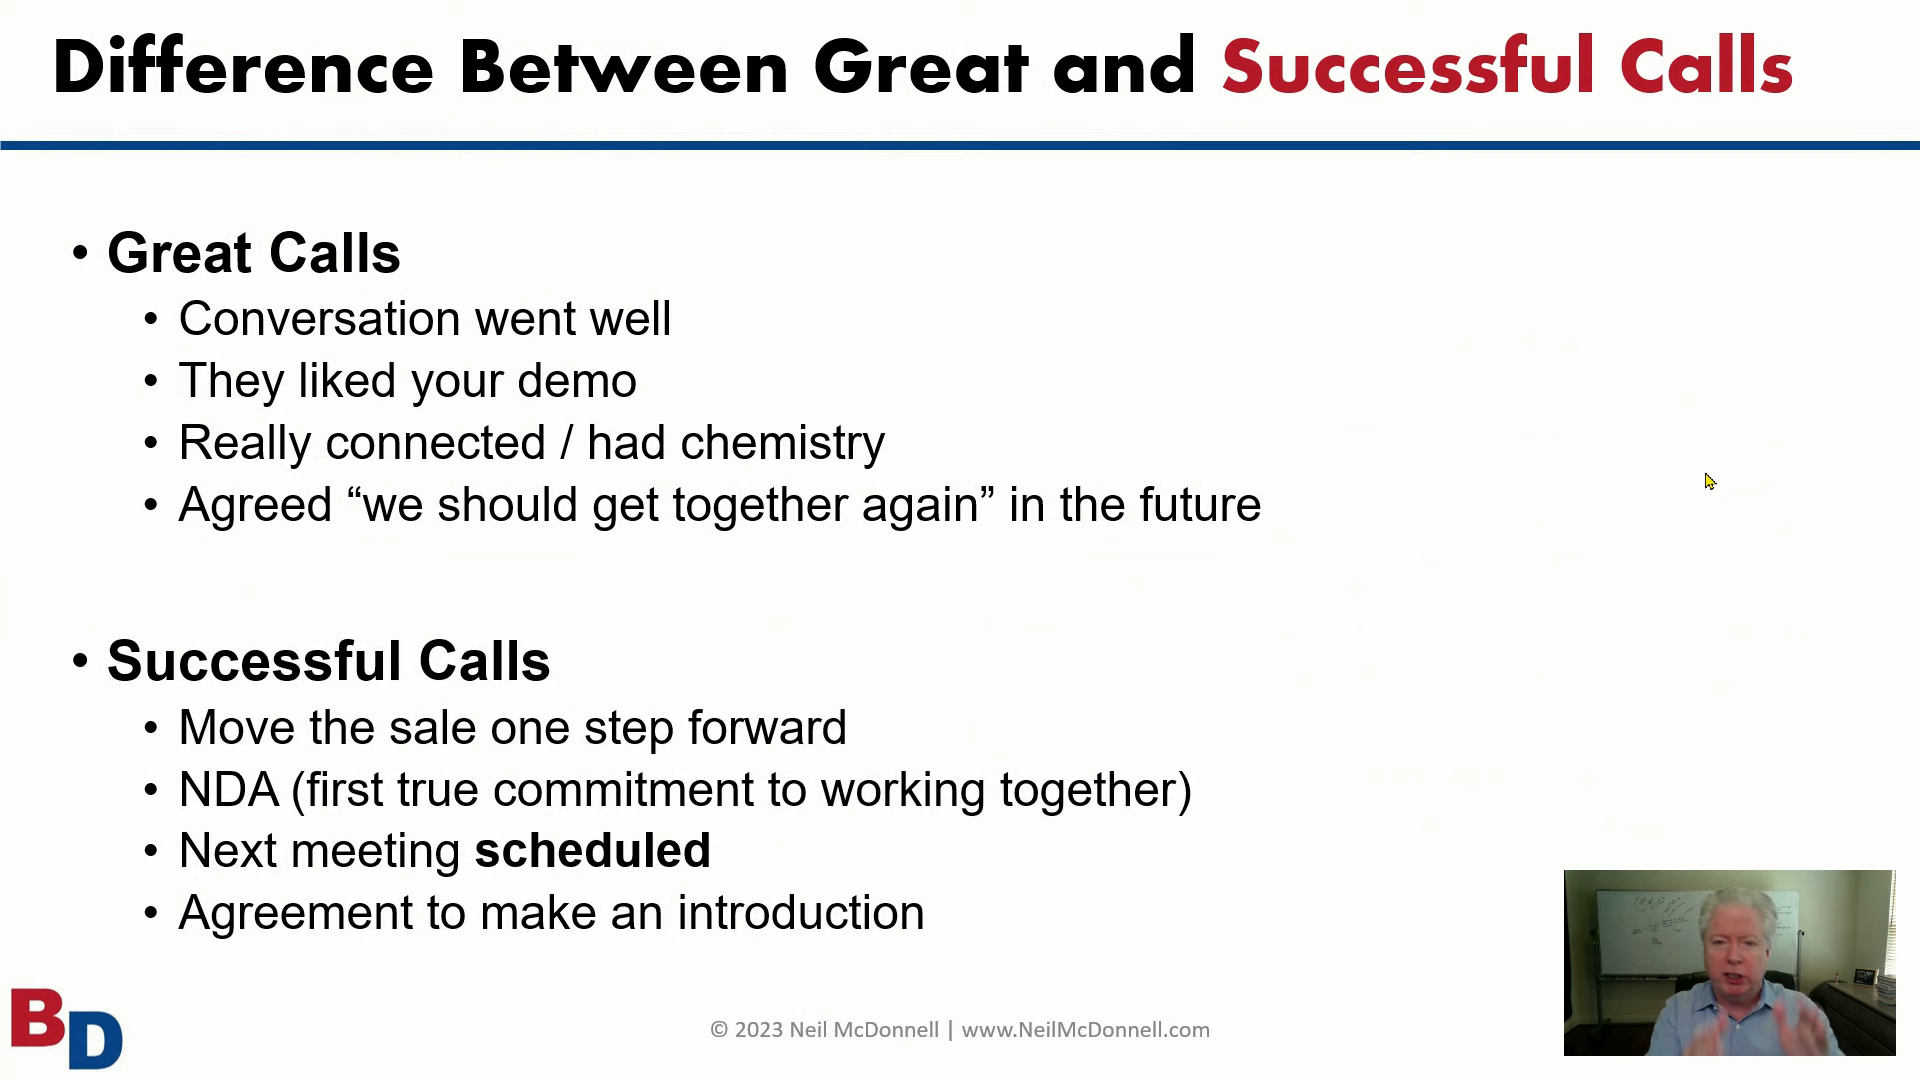 Difference Between Great and Successful Calls
• Great Calls
• Conversation went well
• They liked your demo
• Really connected / had chemistry
• Agreed “we should get together again” in the future
• Successful Calls
• Move the sale one step forward
• NDA (first true commitment to working together)
• Next meeting scheduled
• Agreement to make an introduction
BD
© 2023 Neil McDonnell | www.NeilMcDonnell.com